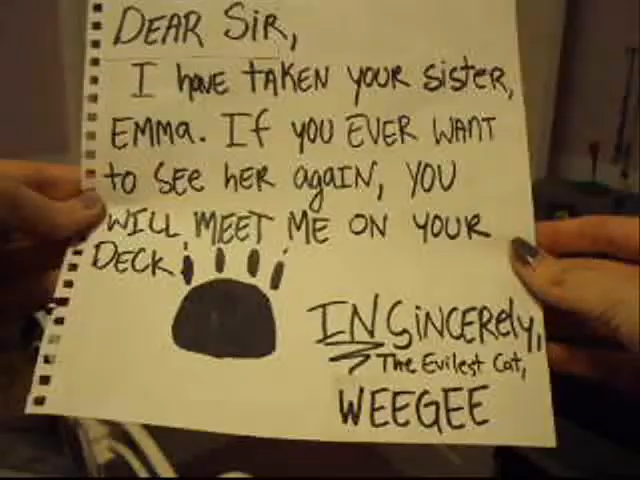 DEAR SIR,
I have TAKEN YOUR SiSTER,
EMMA. If YOU EVER WANT
to SEE HER AgAIN, YOU
WILL MEET ME ON YOUR
DECK
INSiNCERELy,
The Evilest Cat,
WEEGEE